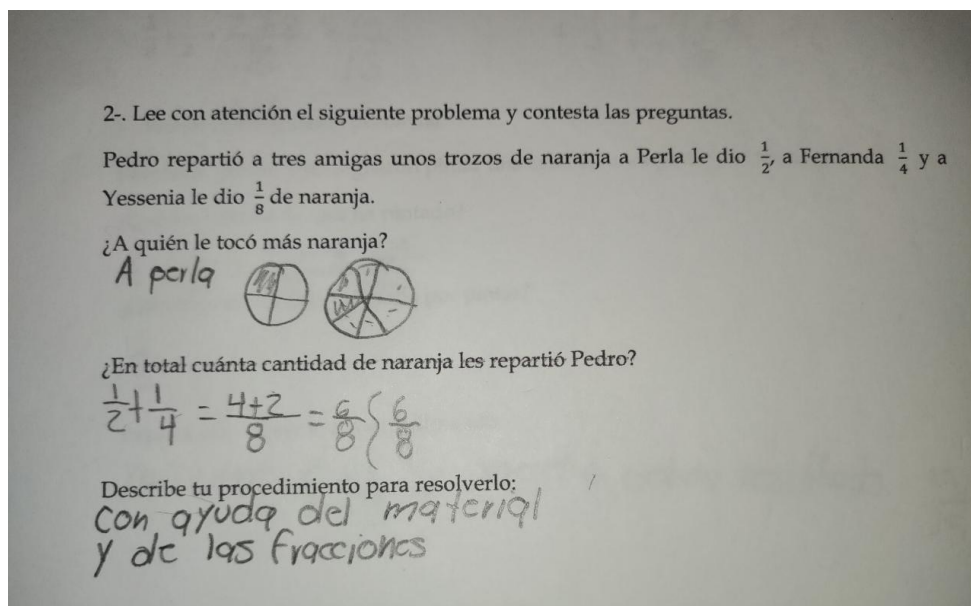 2-. Lee con atención el siguiente problema y contesta las preguntas.
Pedro repartió a tres amigas unos trozos de naranja a Perla le dio 1/2, a Fernanda 1/4 y a
Yessenia le dio 1/8 de naranja.
¿A quién le tocó más naranja?
A perla
¿En total cuánta cantidad de naranja les repartió Pedro?
1/2 + 1/4 = 4+2/8 = 6/8 { 6/8
Describe tu procedimiento para resolverlo:
con ayuda del material
y de las fracciones